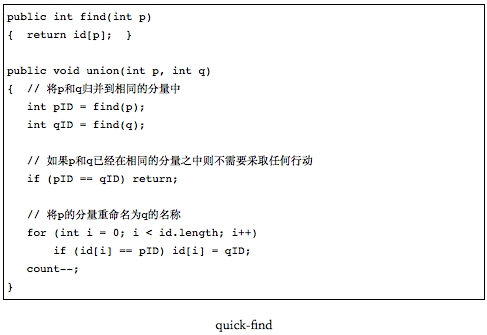 public int find(int p)
{  return id[p];  }
public void union(int p, int q)
{  // 将p和q归并到相同的分量中
   int pID = find(p);
   int qID = find(q);
   // 如果p和q已经在相同的分量之中则不需要采取任何行动
   if (pID == qID) return;
   // 将p的分量重命名为q的名称
   for (int i = 0; i < id.length; i++)
       if (id[i] == pID) id[i] = qID;
   count--;
}
quick-find